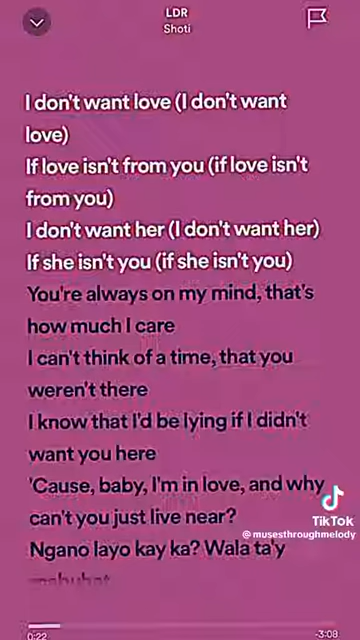 LDR
Shoti
I don't want love (I don't want
love)
If love isn't from you (if love isn't
from you)
I don't want her (I don't want her)
If she isn't you (if she isn't you)
You're always on my mind, that's
how much I care
I can't think of a time, that you
weren't there
I know that I'd be lying if I didn't
want you here
'Cause, baby, I'm in love, and why
can't you just live near?
TikTok
@musesthroughmelody
Ngano layo kay ka? Wala ta'y
0:22
-3:08